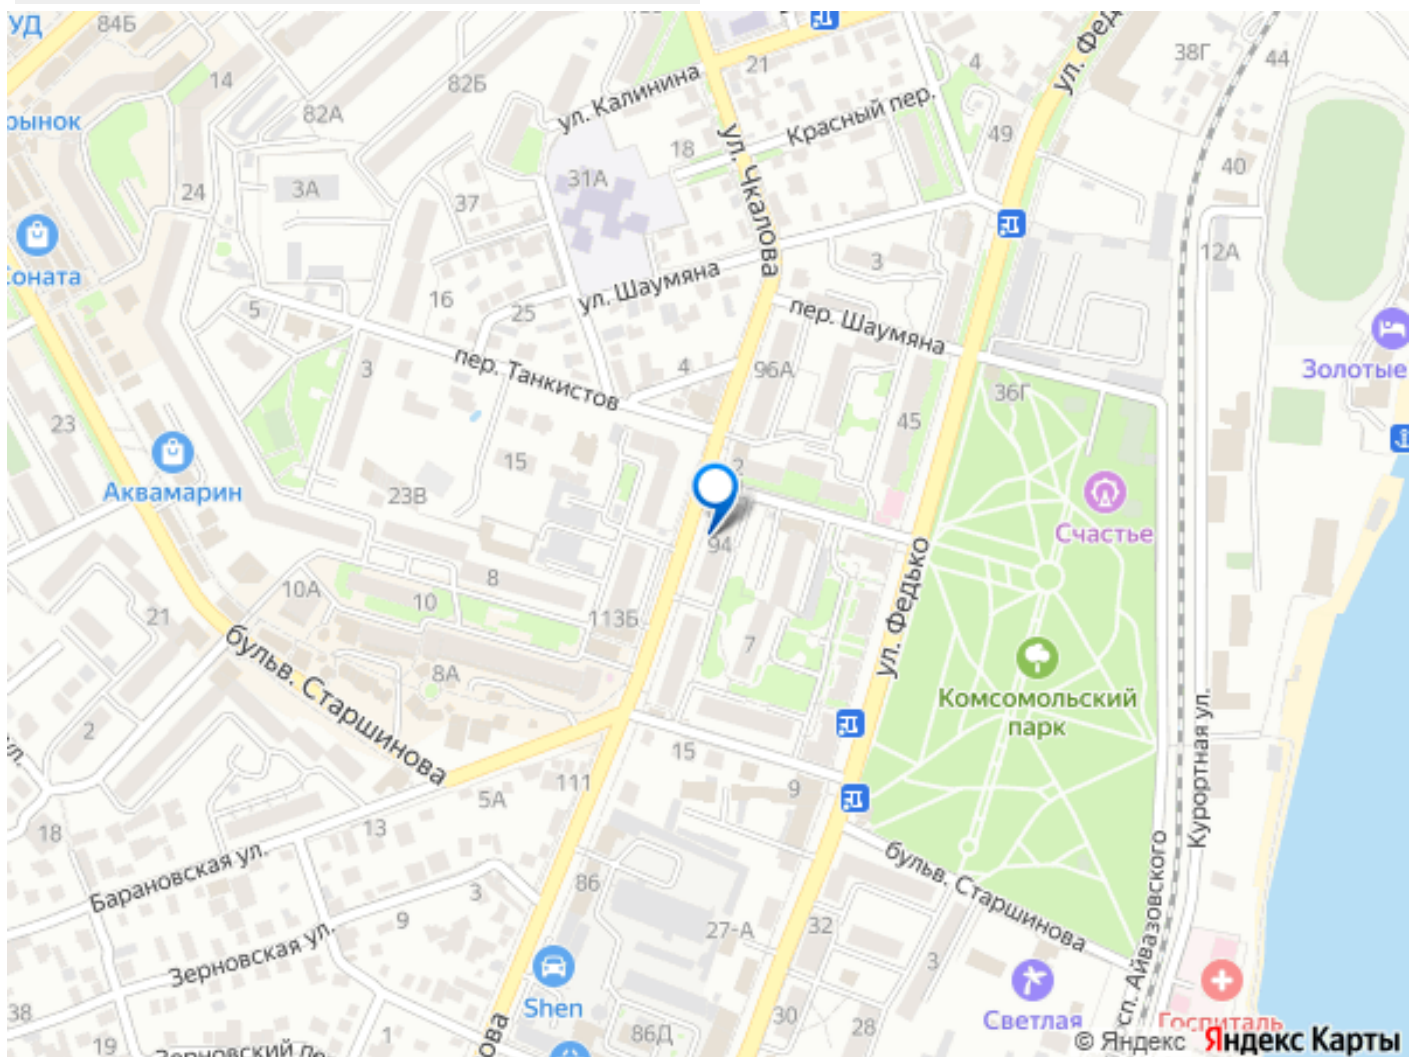 УД
84Б
14
82А
82Б
ул. Калинина
21
4
ул. Фед
38Г
44
рынок
24
3А
37
31А
18
ул. Чкалова
Красный пер.
49
40
12А
Соната
5
16
25
ул. Шаумяна
3
пер. Шаумяна
Золотые
3
пер. Танкистов
4
96А
36Г
45
23
Аквамарин
15
23В
2
94
Счастье
10А
8
10
113Б
21
7
ул. Федько
8А
бульв. Старшинова
Комсомольский
парк
2
ул.
15
111
5А
9
Курортная ул.
18
13
Барановская ул.
86
3
9
Зерновская ул.
27-А
32
бульв. Старшинова
3
сп. Айвазовского
38
19
Зерновский пе
1
ова
Shen
86Д
30
28
Светлая
Госпиталь
© Яндекс Яндекс Карты